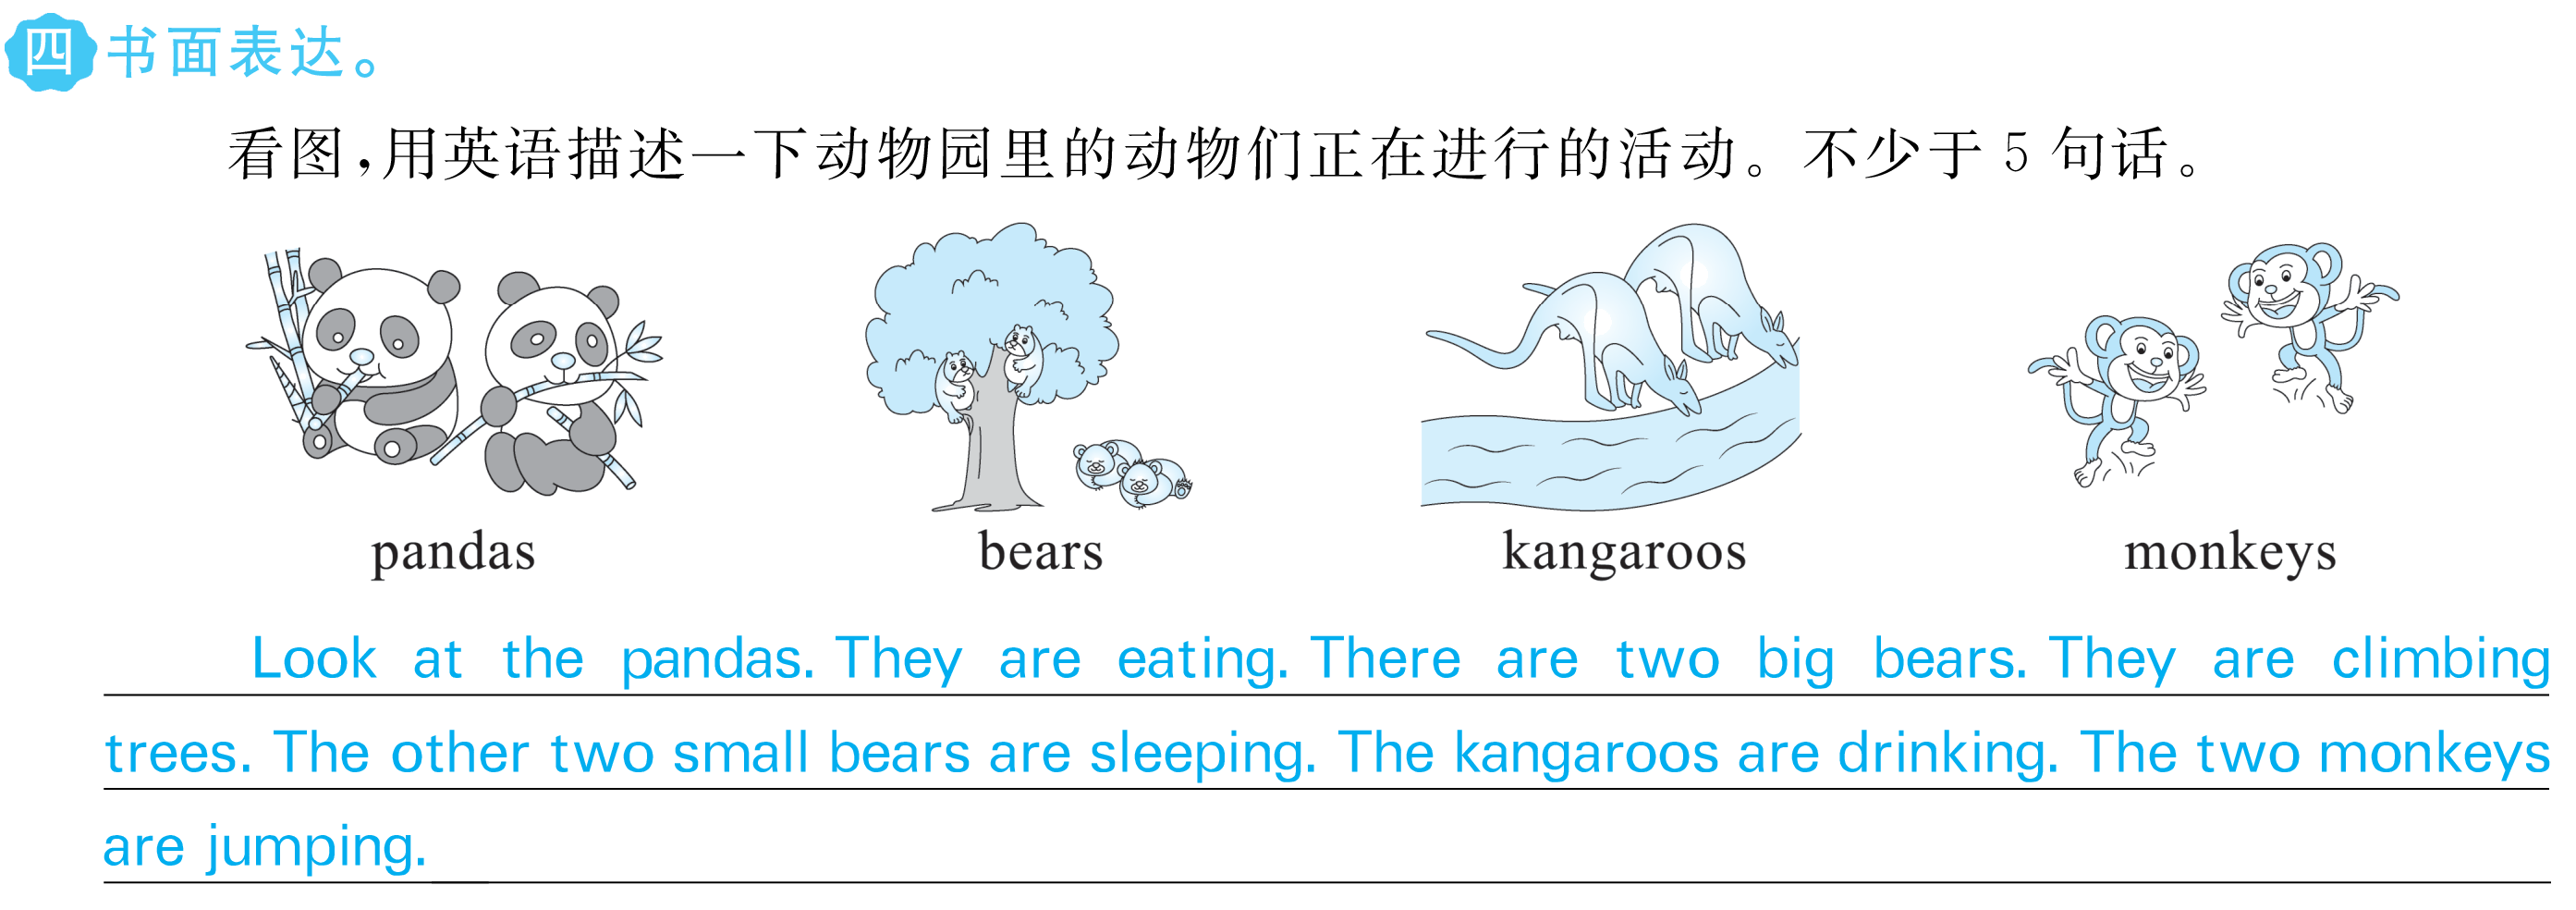 四 书面表达。
看图,用英语描述一下动物园里的动物们正在进行的活动。不少于 5 句话。
pandas bears kangaroos monkeys
Look at the pandas. They are eating. There are two big bears. They are climbing
trees. The other two small bears are sleeping. The kangaroos are drinking. The two monkeys
are jumping.